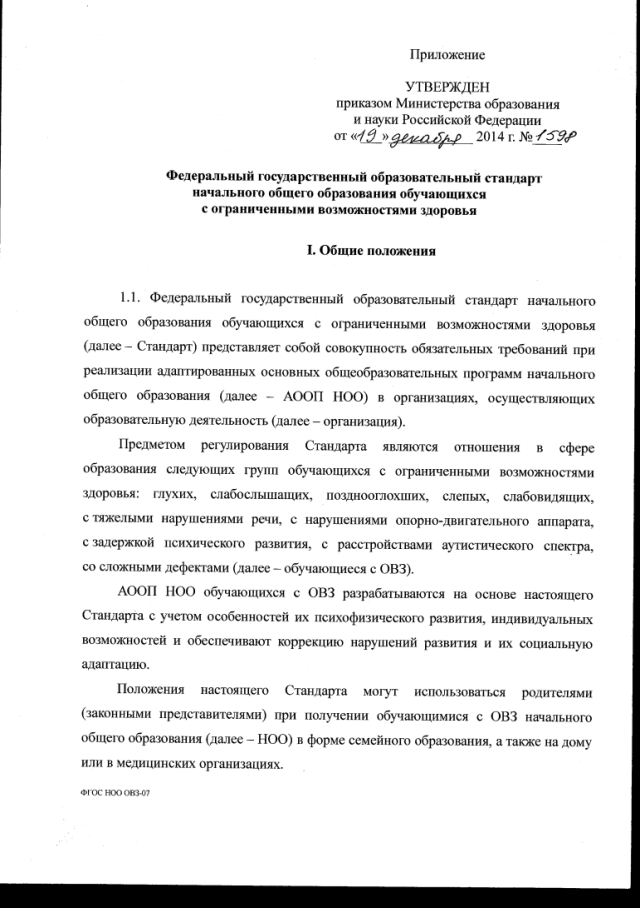 Приложение
УТВЕРЖДЕН
приказом Министерства образования
и науки Российской Федерации
от «19» декабря 2014 г. № 1598
Федеральный государственный образовательный стандарт
начального общего образования обучающихся
с ограниченными возможностями здоровья
I. Общие положения
1.1. Федеральный государственный образовательный стандарт начального
общего образования обучающихся с ограниченными возможностями здоровья
(далее – Стандарт) представляет собой совокупность обязательных требований при
реализации адаптированных основных общеобразовательных программ начального
общего образования (далее – АООП НОО) в организациях, осуществляющих
образовательную деятельность (далее – организация).
Предметом регулирования Стандарта являются отношения в сфере
образования следующих групп обучающихся с ограниченными возможностями
здоровья: глухих, слабослышащих, позднооглохших, слепых, слабовидящих,
с тяжелыми нарушениями речи, с нарушениями опорно-двигательного аппарата,
с задержкой психического развития, с расстройствами аутистического спектра,
со сложными дефектами (далее – обучающиеся с ОВЗ).
АООП НОО обучающихся с ОВЗ разрабатываются на основе настоящего
Стандарта с учетом особенностей их психофизического развития, индивидуальных
возможностей и обеспечивают коррекцию нарушений развития и их социальную
адаптацию.
Положения настоящего Стандарта могут использоваться родителями
(законными представителями) при получении обучающимися с ОВЗ начального
общего образования (далее – НОО) в форме семейного образования, а также на дому
или в медицинских организациях.
ФГОС НОО ОВЗ-07